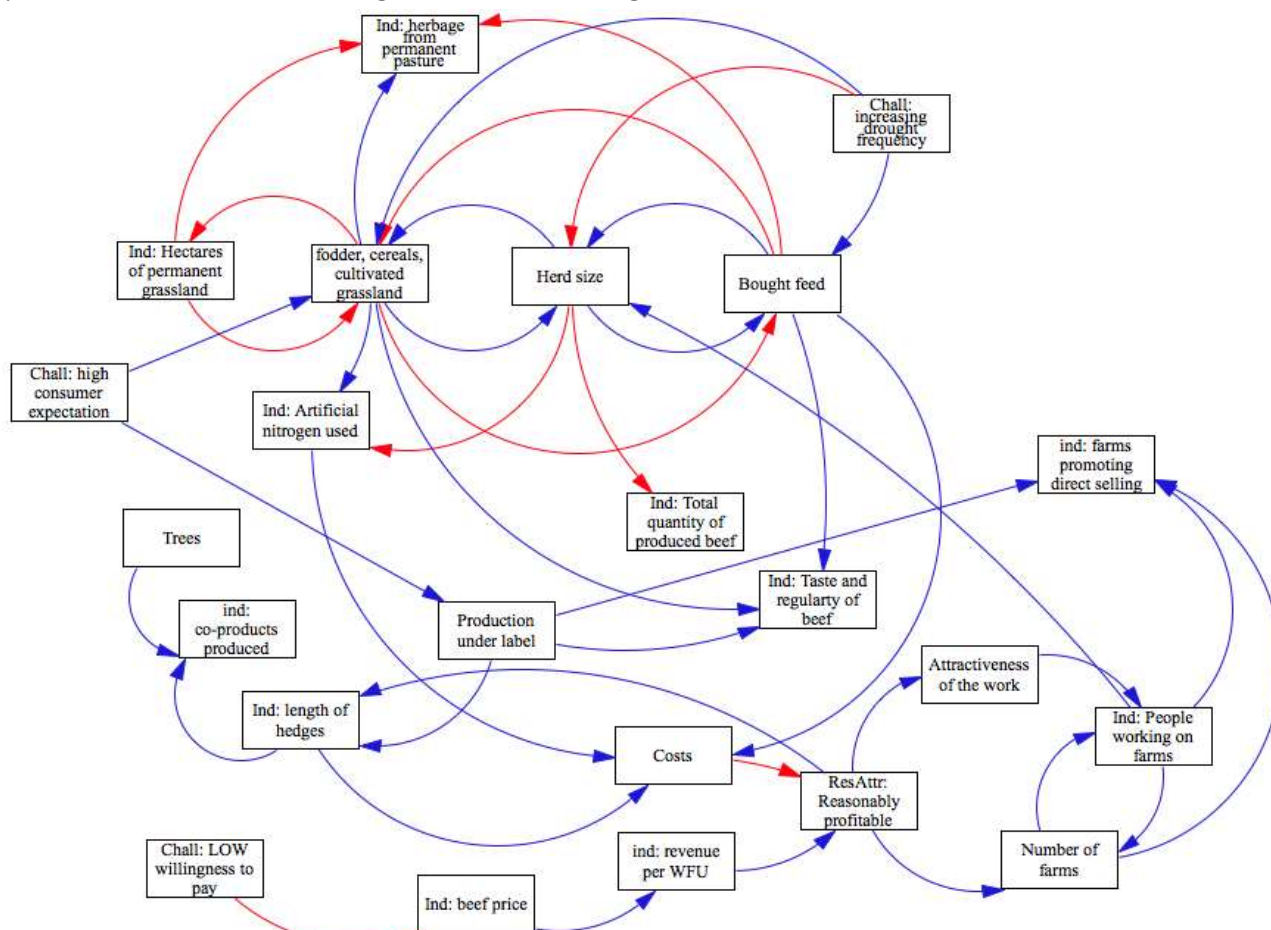 Ind: herbage
from
permanent
pasture
Chall:
increasing
drought
frequency
Ind: Hectares
of permanent
grassland
fodder, cereals,
cultivated
grassland
Herd size
Bought feed
Chall: high
consumer
expectation
Ind: Artificial
nitrogen used
ind: farms
promoting
direct selling
Ind: Total
quantity of
produced beef
Trees
Ind: Taste and
regularty of
beef
ind:
co-products
produced
Production
under label
Attractiveness
of the work
Ind: length of
hedges
Ind: People
working on
farms
Costs
ResAttr:
Reasonably
profitable
Chall: LOW
willingness to
pay
ind: revenue
per WFU
Number of
farms
Ind: beef price